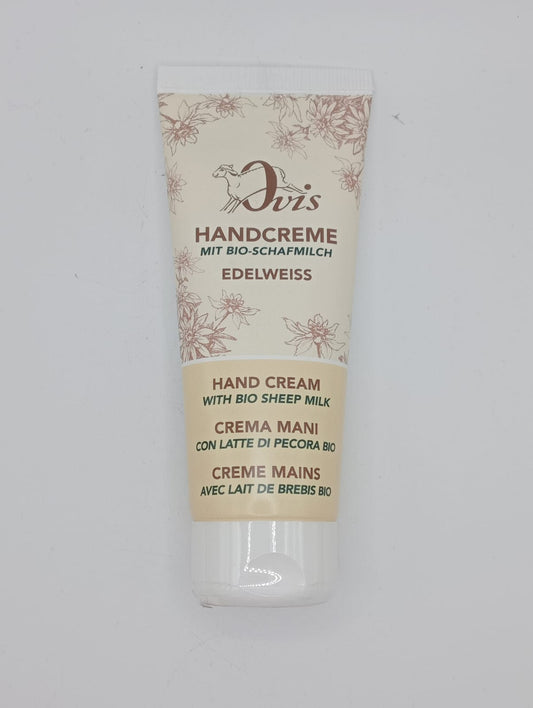 Ovis
HANDCREME
MIT BIO-SCHAFMILCH
EDELWEISS
HAND CREAM
WITH BIO SHEEP MILK
CREMA MANI
CON LATTE DI PECORA BIO
CREME MAINS
AVEC LAIT DE BREBIS BIO